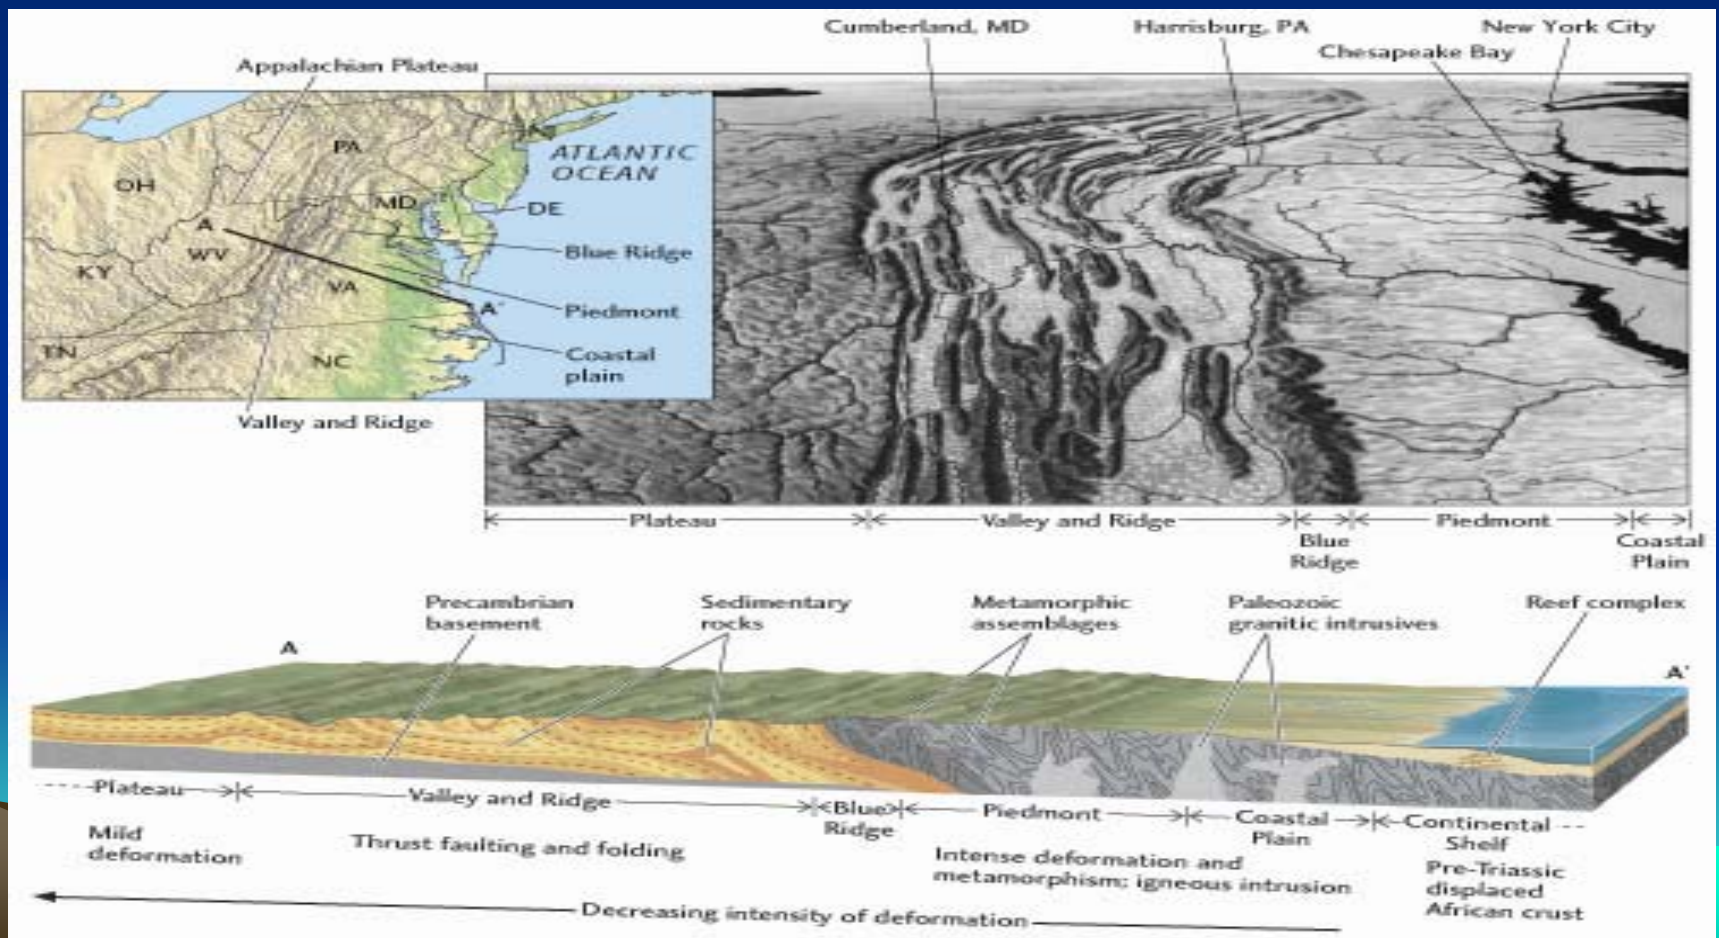 Cumberland, MD
Harrisburg, PA
New York City
Chesapeake Bay
Appalachian Plateau
PA
ATLANTIC
OCEAN
OH
MD
DE
A
WV
Blue Ridge
KY
VA
A'
Piedmont
TN
NC
Coastal
plain
Valley and Ridge
Plateau
Valley and Ridge
Blue
Ridge
Piedmont
Coastal
Plain
Precambrian
basement
Sedimentary
rocks
Metamorphic
assemblages
Paleozoic
granitic intrusives
Reef complex
A
A'
Plateau
Valley and Ridge
Blue
Ridge
Piedmont
Coastal
Plain
Continental
Shelf
Mild
deformation
Thrust faulting and folding
Intense deformation and
metamorphism; igneous intrusion
Pre-Triassic
displaced
African crust
Decreasing intensity of deformation